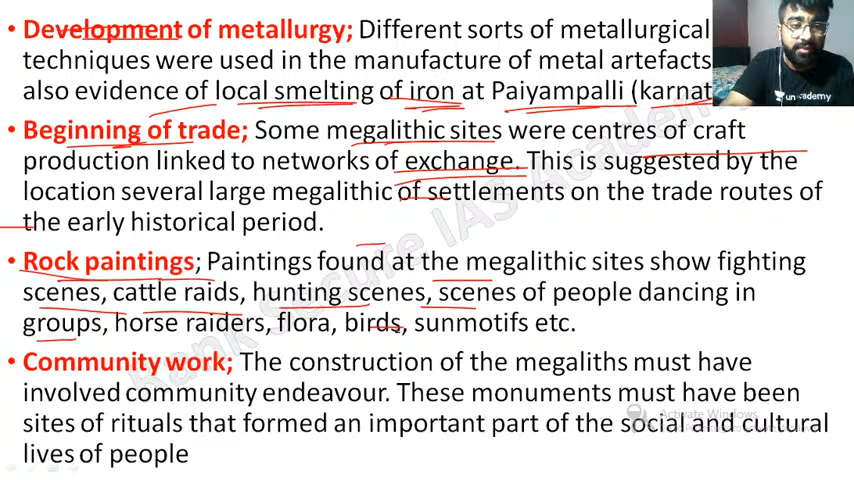 • Development of metallurgy; Different sorts of metallurgical
techniques were used in the manufacture of metal artefacts
also evidence of local smelting of iron at Paiyampalli (karnat
• Beginning of trade; Some megalithic sites were centres of craft
production linked to networks of exchange. This is suggested by the
location several large megalithic of settlements on the trade routes of
the early historical period.
• Rock paintings; Paintings found at the megalithic sites show fighting
scenes, cattle raids, hunting scenes, scenes of people dancing in
groups, horse raiders, flora, birds, sunmotifs etc.
• Community work; The construction of the megaliths must have
involved community endeavour. These monuments must have been
sites of rituals that formed an important part of the social and cultural
lives of people
unacademy
Rank Secure IAS Academy
Activate Windows